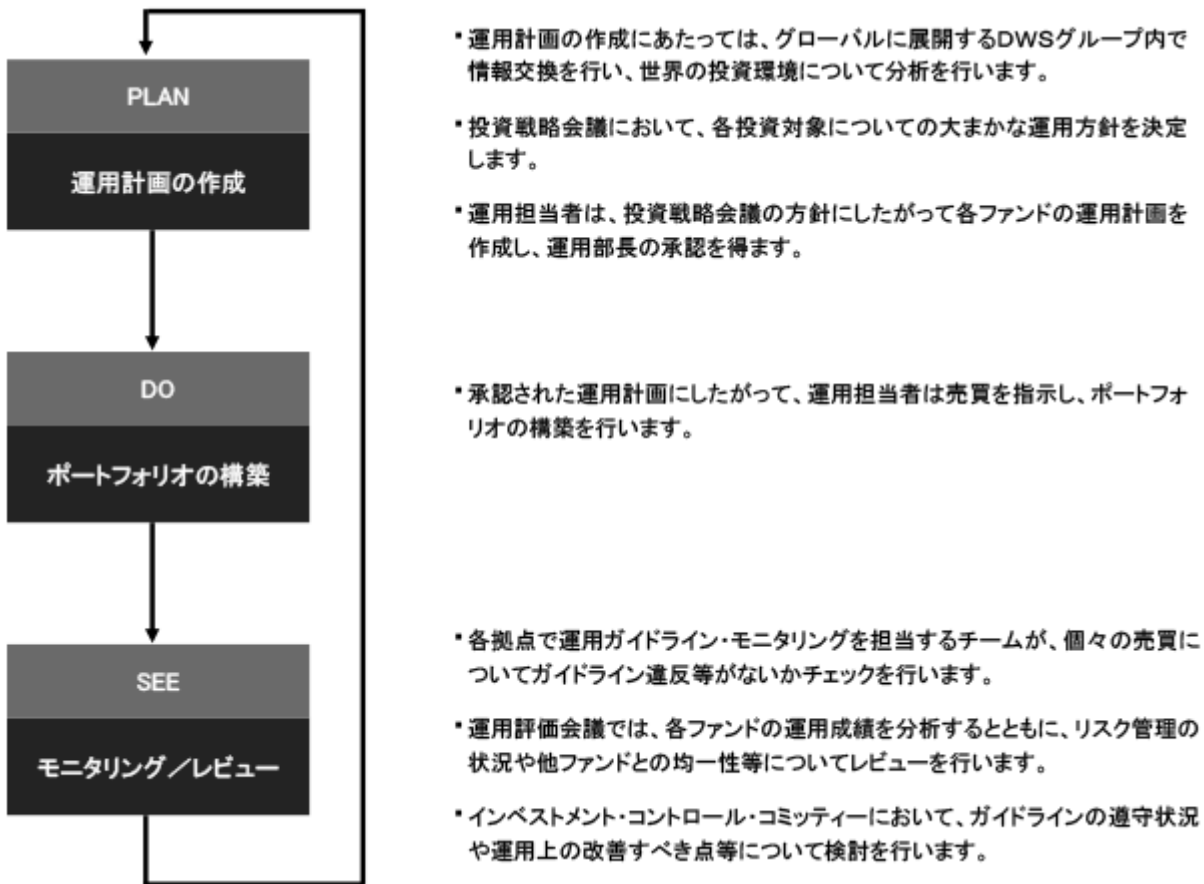 PLAN
運用計画の作成
▪運用計画の作成にあたっては、グローバルに展開するDWSグループ内で
情報交換を行い、世界の投資環境について分析を行います。
▪投資戦略会議において、各投資対象についての大まかな運用方針を決定
します。
▪運用担当者は、投資戦略会議の方針にしたがって各ファンドの運用計画を
作成し、運用部長の承認を得ます。
DO
ポートフォリオの構築
▪承認された運用計画にしたがって、運用担当者は売買を指示し、ポートフォ
リオの構築を行います。
SEE
モニタリング／レビュー
▪各拠点で運用ガイドライン・モニタリングを担当するチームが、個々の売買に
ついてガイドライン違反等がないかチェックを行います。
▪運用評価会議では、各ファンドの運用成績を分析するとともに、リスク管理の
状況や他ファンドとの均一性等についてレビューを行います。
▪インベストメント・コントロール・コミッティーにおいて、ガイドラインの遵守状況
や運用上の改善すべき点等について検討を行います。